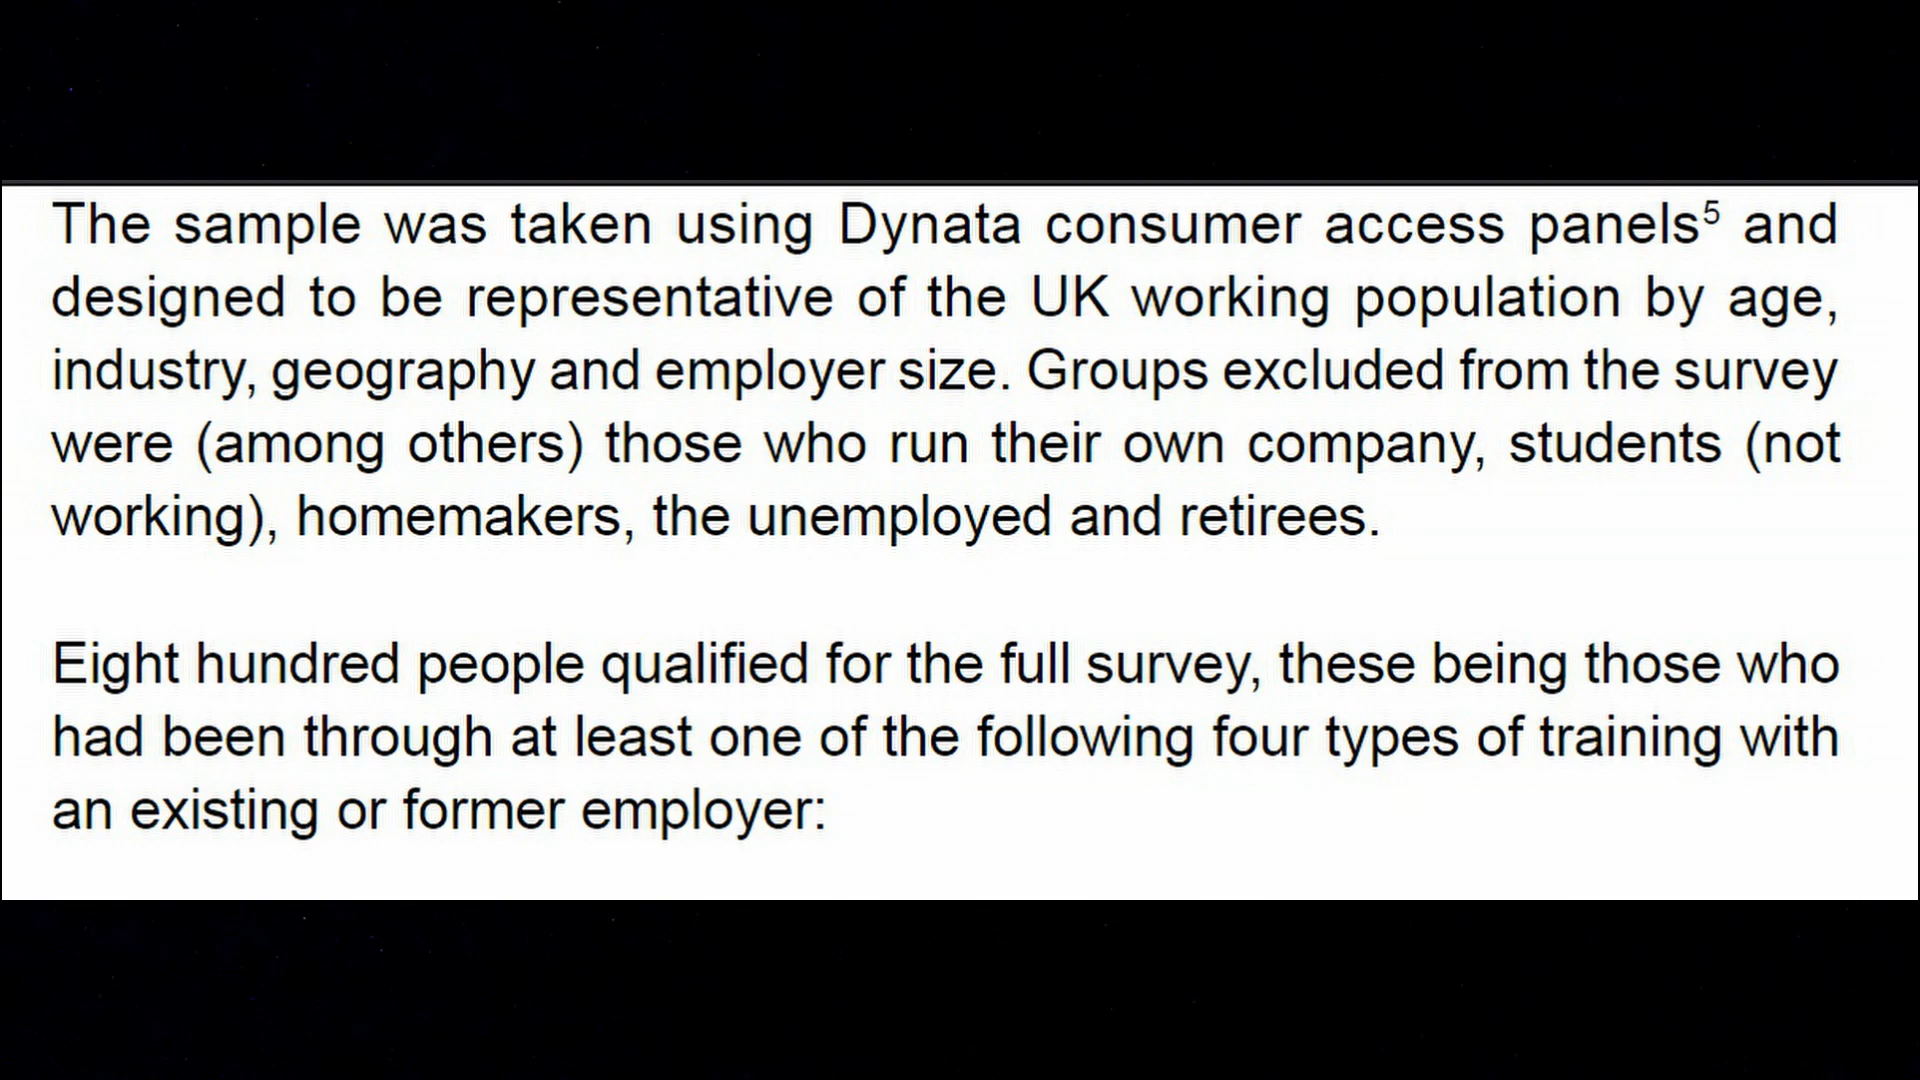 The sample was taken using Dynata consumer access panels⁵ and
designed to be representative of the UK working population by age,
industry, geography and employer size. Groups excluded from the survey
were (among others) those who run their own company, students (not
working), homemakers, the unemployed and retirees.
Eight hundred people qualified for the full survey, these being those who
had been through at least one of the following four types of training with
an existing or former employer: